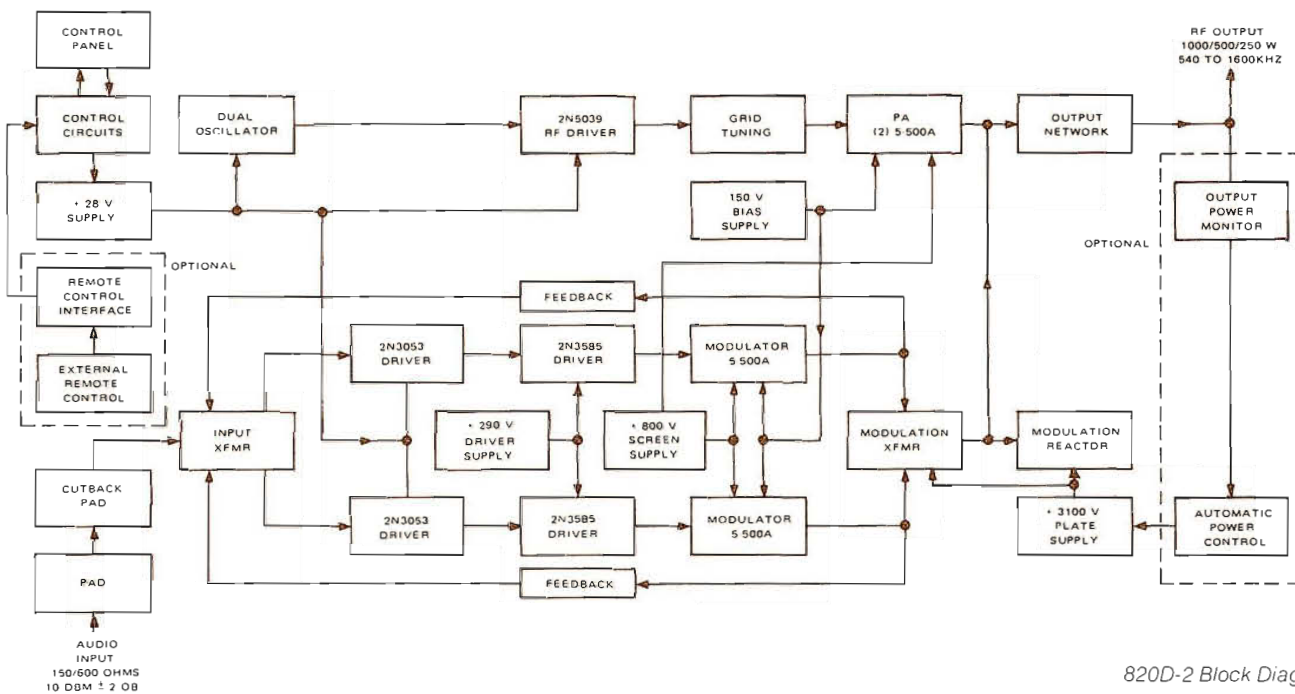 CONTROL
PANEL
CONTROL
CIRCUITS
+ 28 V
SUPPLY
OPTIONAL
REMOTE
CONTROL
INTERFACE
EXTERNAL
REMOTE
CONTROL
CUTBACK
PAD
PAD
AUDIO
INPUT
150/600 OHMS
10 DBM ± 2 DB
DUAL
OSCILLATOR
2N5039
RF DRIVER
GRID
TUNING
PA
(2) 5-500A
OUTPUT
NETWORK
RF OUTPUT
1000/500/250 W
540 TO 1600KHZ
150 V
BIAS
SUPPLY
OPTIONAL
OUTPUT
POWER
MONITOR
FEEDBACK
2N3053
DRIVER
2N3585
DRIVER
MODULATOR
5-500A
INPUT
XFMR
+ 290 V
DRIVER
SUPPLY
+ 800 V
SCREEN
SUPPLY
MODULATION
XFMR
MODULATION
REACTOR
2N3053
DRIVER
2N3585
DRIVER
MODULATOR
5-500A
+ 3100 V
PLATE
SUPPLY
AUTOMATIC
POWER
CONTROL
FEEDBACK
820D-2 Block Diag